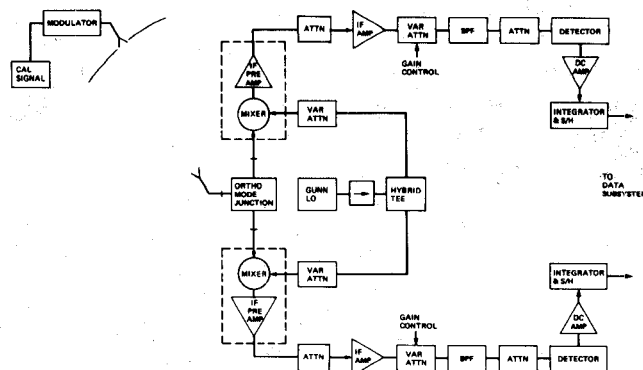 MODULATOR
CAL
SIGNAL
ATTN
IF
AMP
VAR
ATTN
BPF
ATTN
DETECTOR
GAIN
CONTROL
IF
PRE
AMP
DC
AMP
MIXER
VAR
ATTN
INTEGRATOR
& S/H
ORTHO
MODE
JUNCTION
GUNN
LO
HYBRID
TEE
TO
DATA
SUBSYSTE
MIXER
VAR
ATTN
INTEGRATOR
& S/H
IF
PRE
AMP
GAIN
CONTROL
DC
AMP
ATTN
IF
AMP
VAR
ATTN
BPF
ATTN
DETECTOR